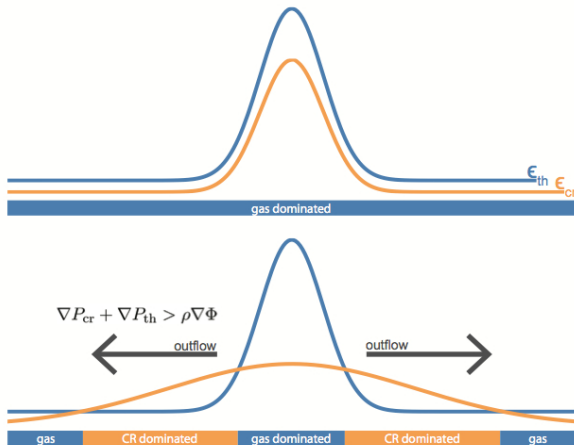 ϵth ϵcr
gas dominated
∇Pcr + ∇Pth > ρ∇Φ
outflow outflow
gas CR dominated gas dominated CR dominated gas